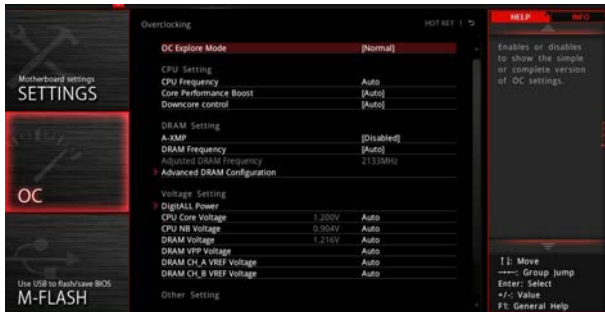 Overclocking
HOT KEY
HELP
INFO
OC Explore Mode [Normal]
Enables or disables
to show the simple
or complete version
of OC settings.
Motherboard settings
SETTINGS
CPU Setting
CPU Frequency Auto
Core Performance Boost [Auto]
Downcore control [Auto]
DRAM Setting
A-XMP [Disabled]
DRAM Frequency [Auto]
Adjusted DRAM Frequency 2133MHz
Advanced DRAM Configuration
OC
Voltage Setting
DigitALL Power
CPU Core Voltage 1.200V Auto
CPU NB Voltage 0.904V Auto
DRAM Voltage 1.216V Auto
DRAM VPP Voltage Auto
DRAM CH_A VREF Voltage Auto
DRAM CH_B VREF Voltage Auto
Other Setting
Use USB to flash/save BIOS
M-FLASH
↑↓: Move
: Group Jump
Enter: Select
+/-: Value
F1: General Help